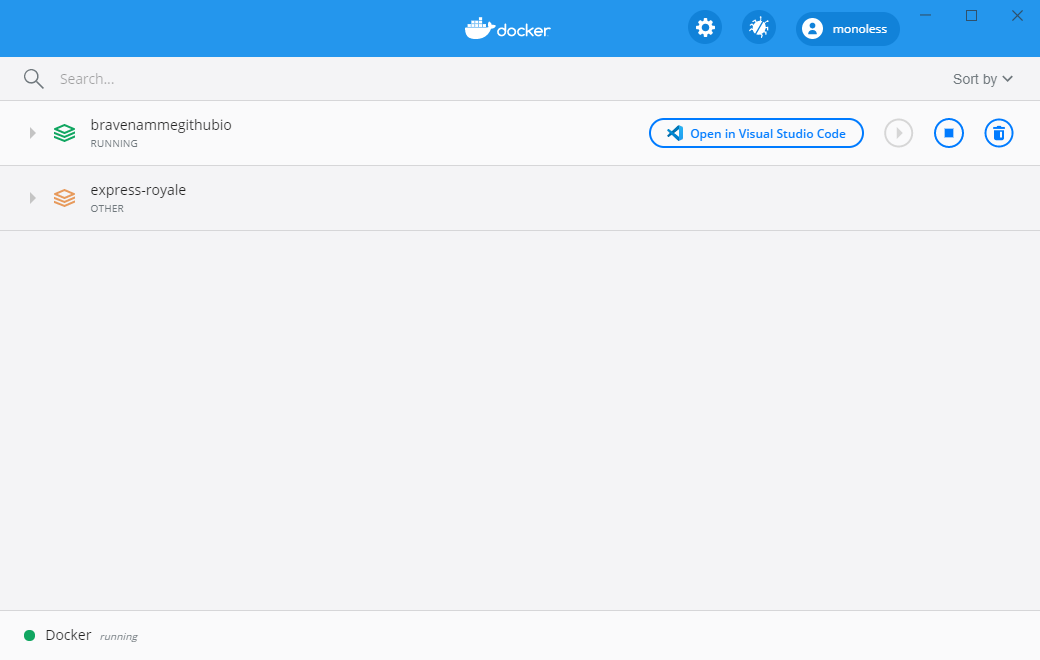 docker
monoless
Search...
Sort by
bravenammegithubio
RUNNING
Open in Visual Studio Code
express-royale
OTHER
Docker running